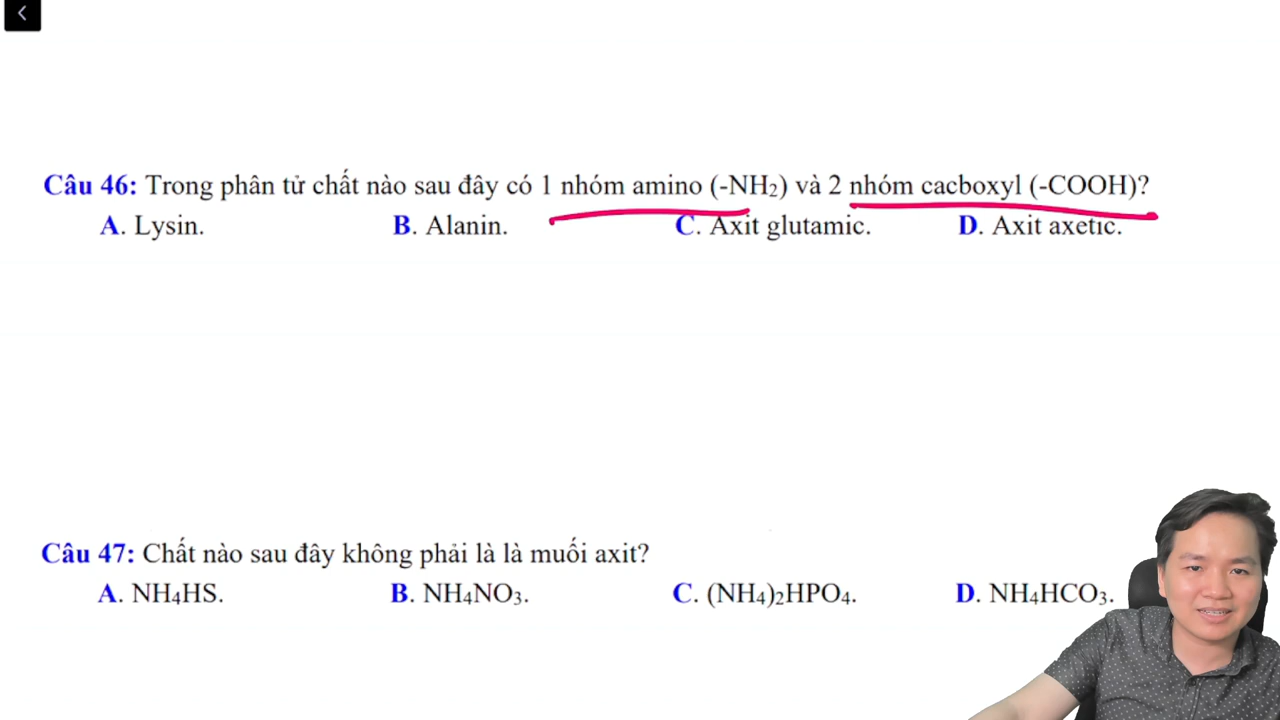 Câu 46: Trong phân tử chất nào sau đây có 1 nhóm amino (-NH₂) và 2 nhóm cacboxyl (-COOH)?
A. Lysin. B. Alanin. C. Axit glutamic. D. Axit axetic.
Câu 47: Chất nào sau đây không phải là là muối axit?
A. NH₄HS. B. NH₄NO₃. C. (NH₄)₂HPO₄. D. NH₄HCO₃.